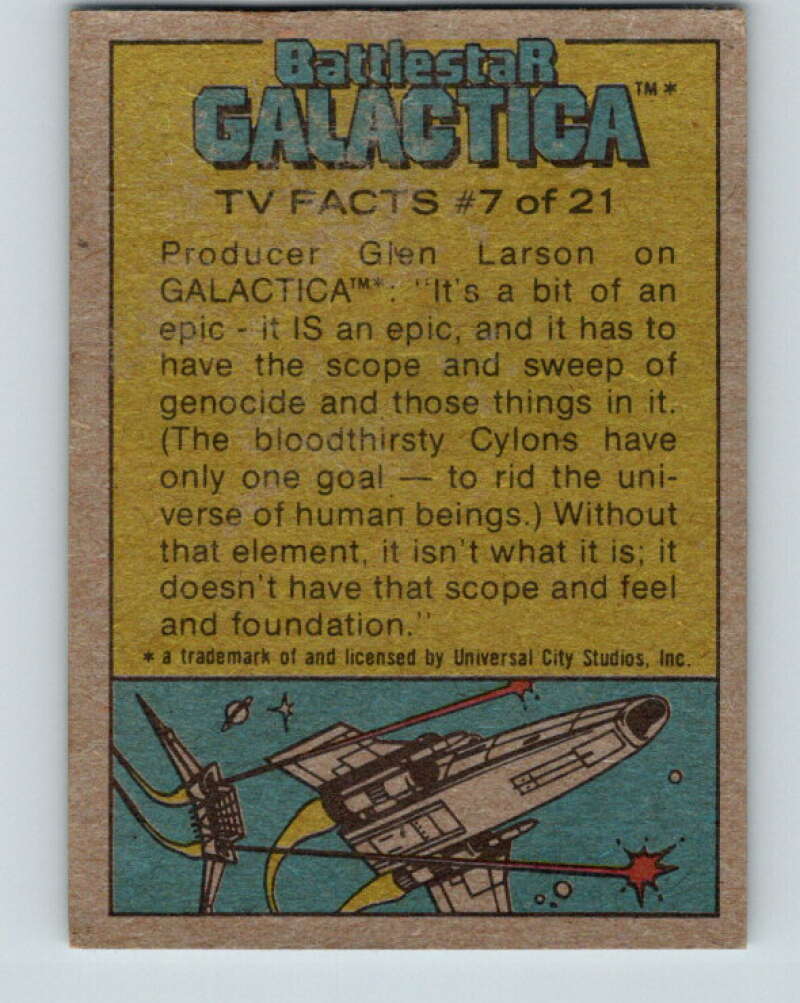 BattlestaR
GALACTICA™*
TV FACTS #7 of 21
Producer Glen Larson on
GALACTICA™*: "It's a bit of an
epic - it IS an epic, and it has to
have the scope and sweep of
genocide and those things in it.
(The bloodthirsty Cylons have
only one goal — to rid the uni-
verse of human beings.) Without
that element, it isn't what it is; it
doesn't have that scope and feel
and foundation."
* a trademark of and licensed by Universal City Studios, Inc.